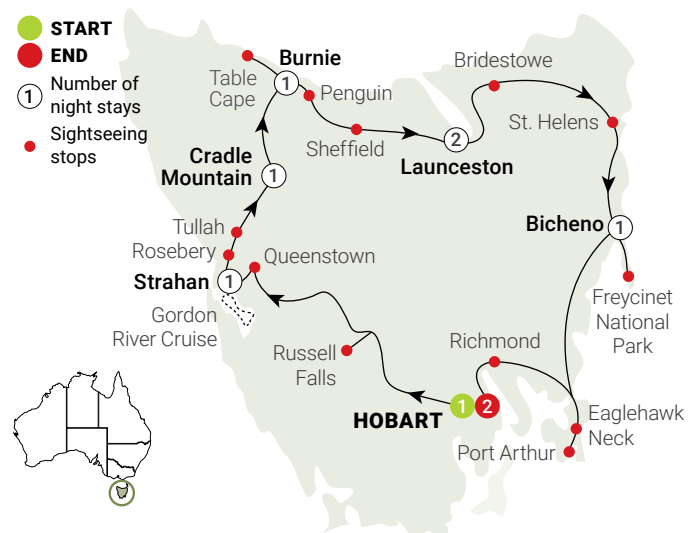 START
END
1
Number of
night stays
Sightseeing
stops
Burnie
1
Table
Cape
Penguin
Sheffield
Bridestowe
St. Helens
2
Launceston
Cradle
Mountain
1
Bicheno
1
Tullah
Rosebery
Queenstown
Strahan
1
Gordon
River Cruise
Freycinet
National
Park
Russell
Falls
Richmond
HOBART
1
2
Eaglehawk
Neck
Port Arthur